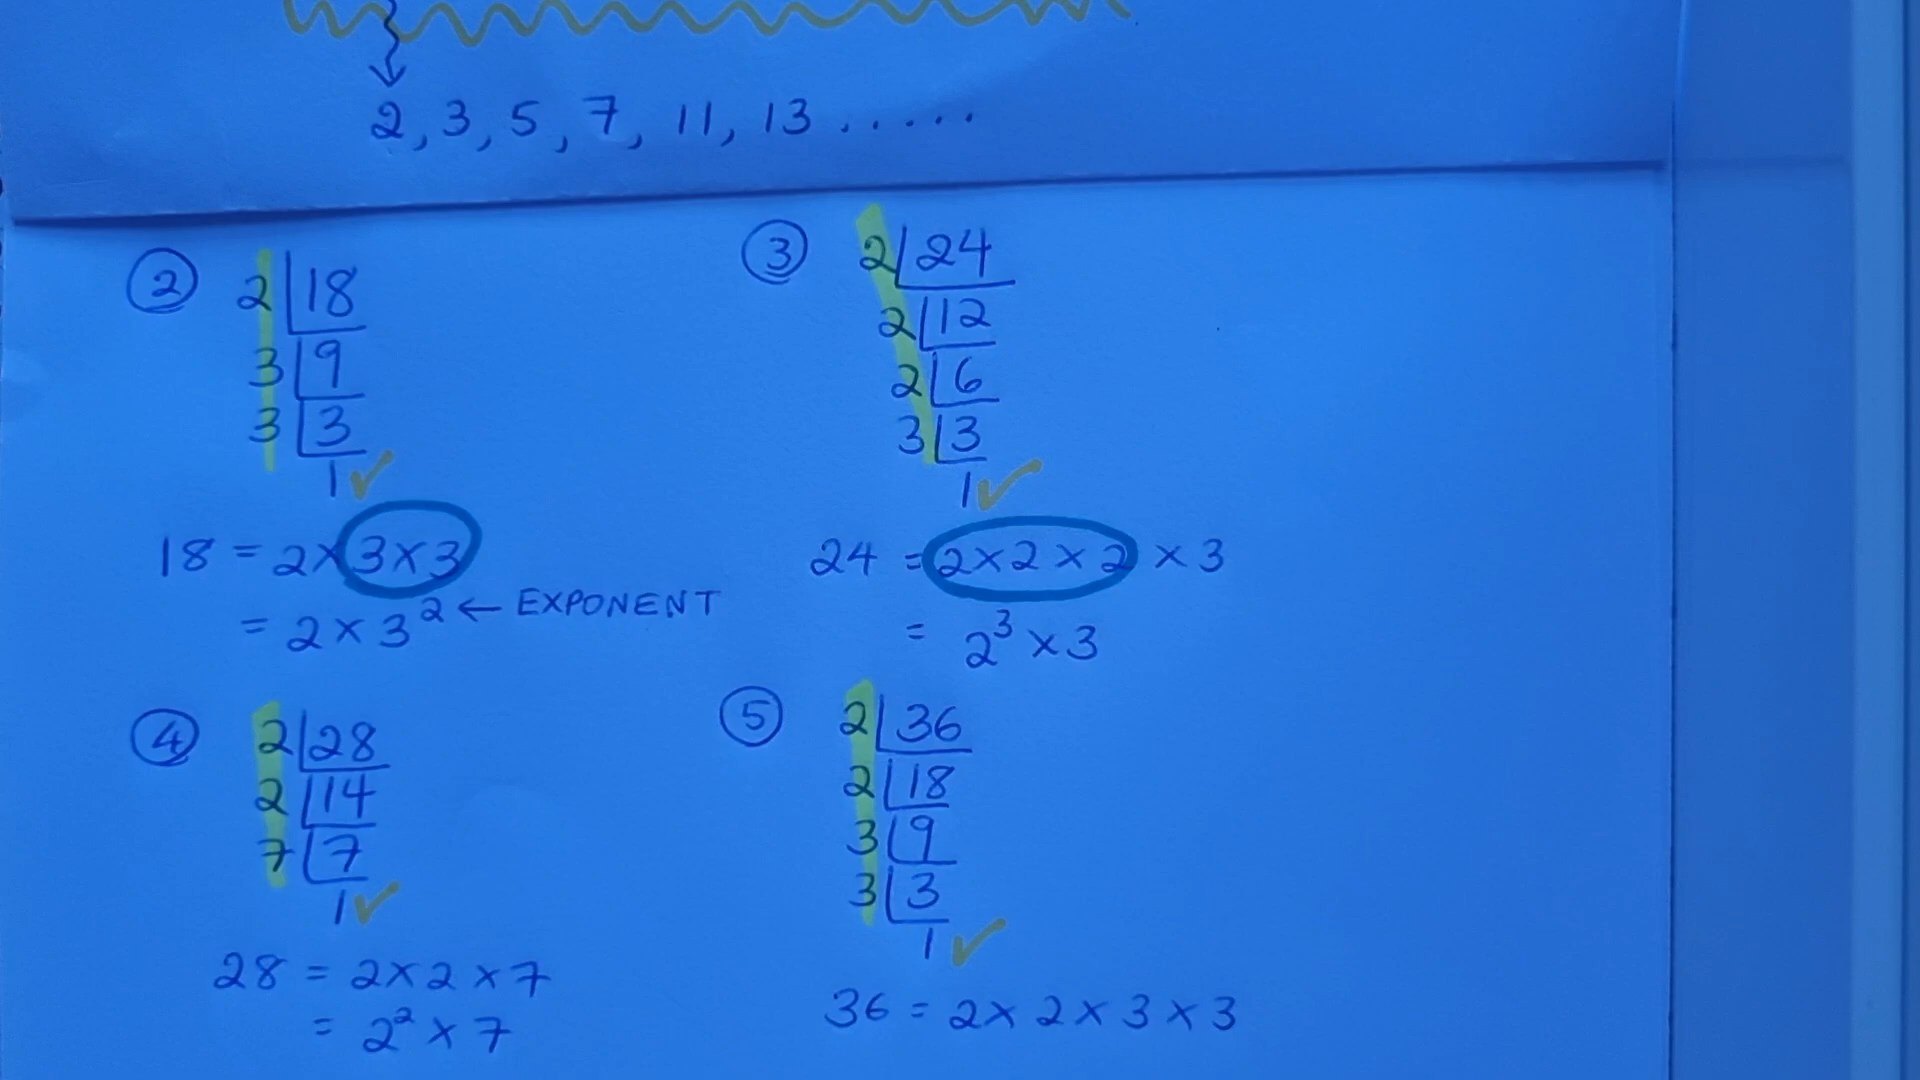 2, 3, 5, 7, 11, 13 . . . . .
② 2 | 18
3 | 9
3 | 3
1 ✓
18 = 2 × 3 × 3
= 2 × 3² ← EXPONENT
③ 2 | 24
2 | 12
2 | 6
3 | 3
1 ✓
24 = 2 × 2 × 2 × 3
= 2³ × 3
④ 2 | 28
2 | 14
7 | 7
1 ✓
28 = 2 × 2 × 7
= 2² × 7
⑤ 2 | 36
2 | 18
3 | 9
3 | 3
1 ✓
36 = 2 × 2 × 3 × 3